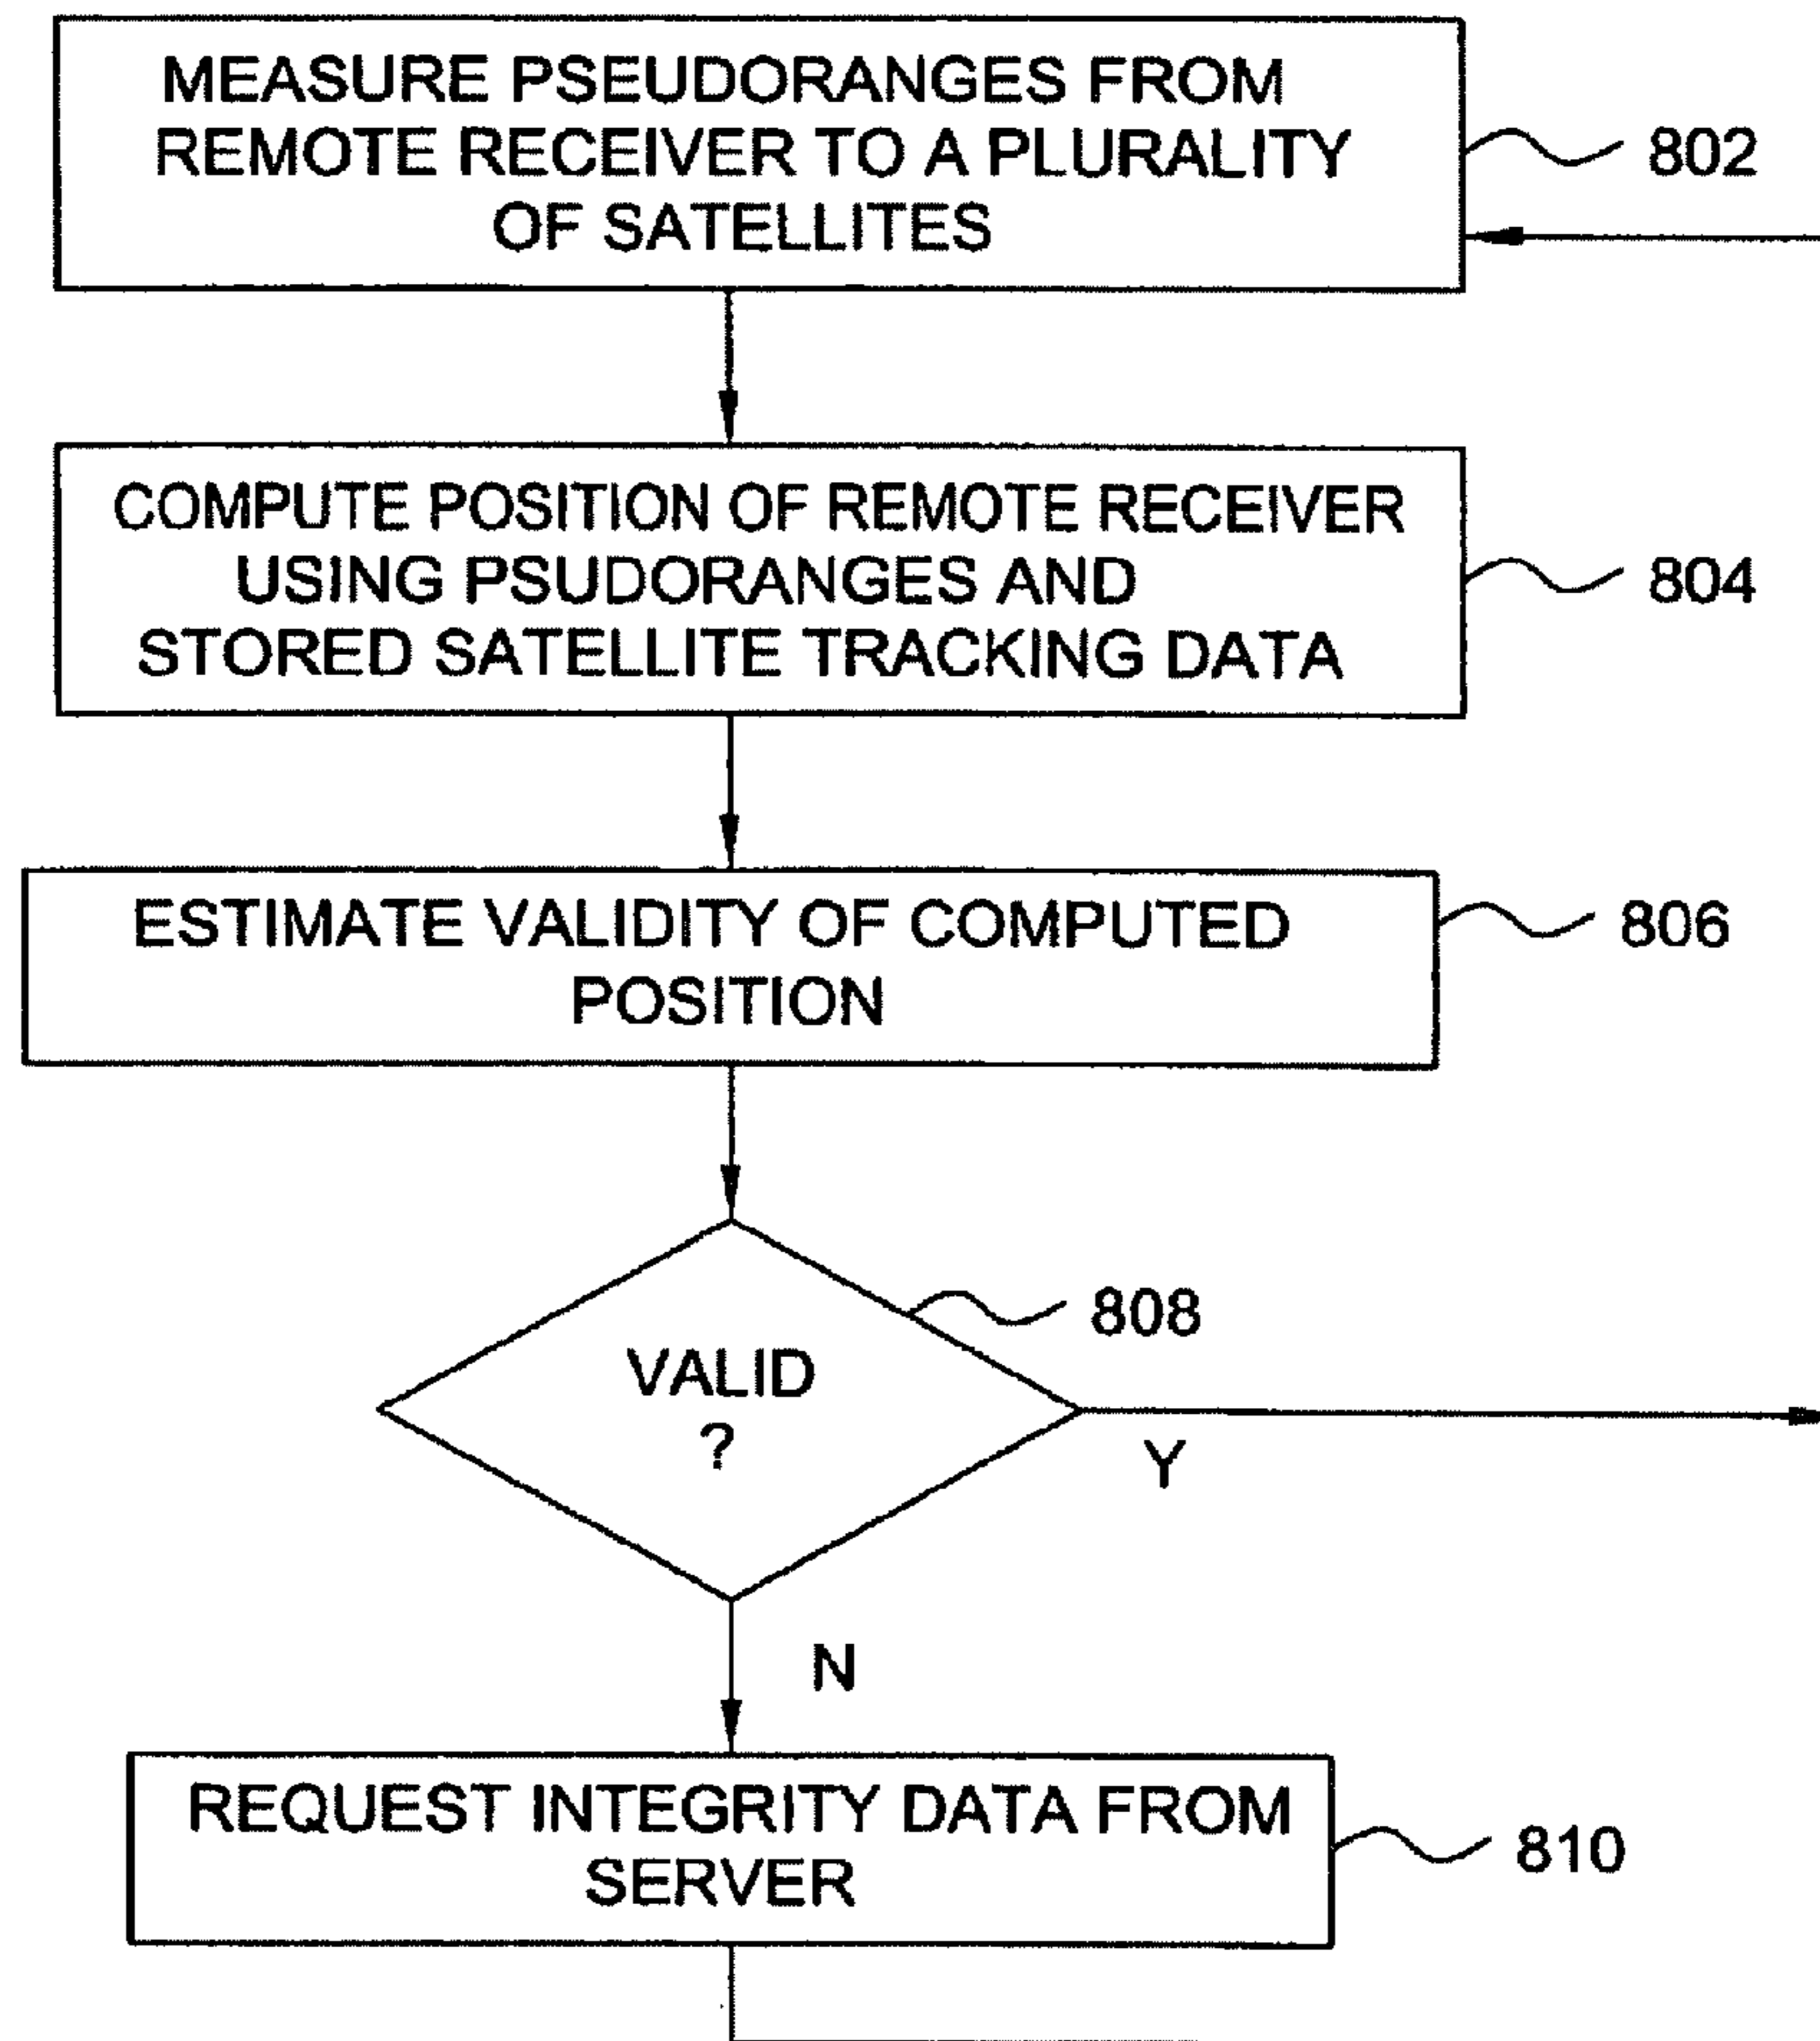 MEASURE PSEUDORANGES FROM
REMOTE RECEIVER TO A PLURALITY
OF SATELLITES
802
COMPUTE POSITION OF REMOTE RECEIVER
USING PSUDORANGES AND
STORED SATELLITE TRACKING DATA
804
ESTIMATE VALIDITY OF COMPUTED
POSITION
806
808
VALID
?
Y
N
REQUEST INTEGRITY DATA FROM
SERVER
810